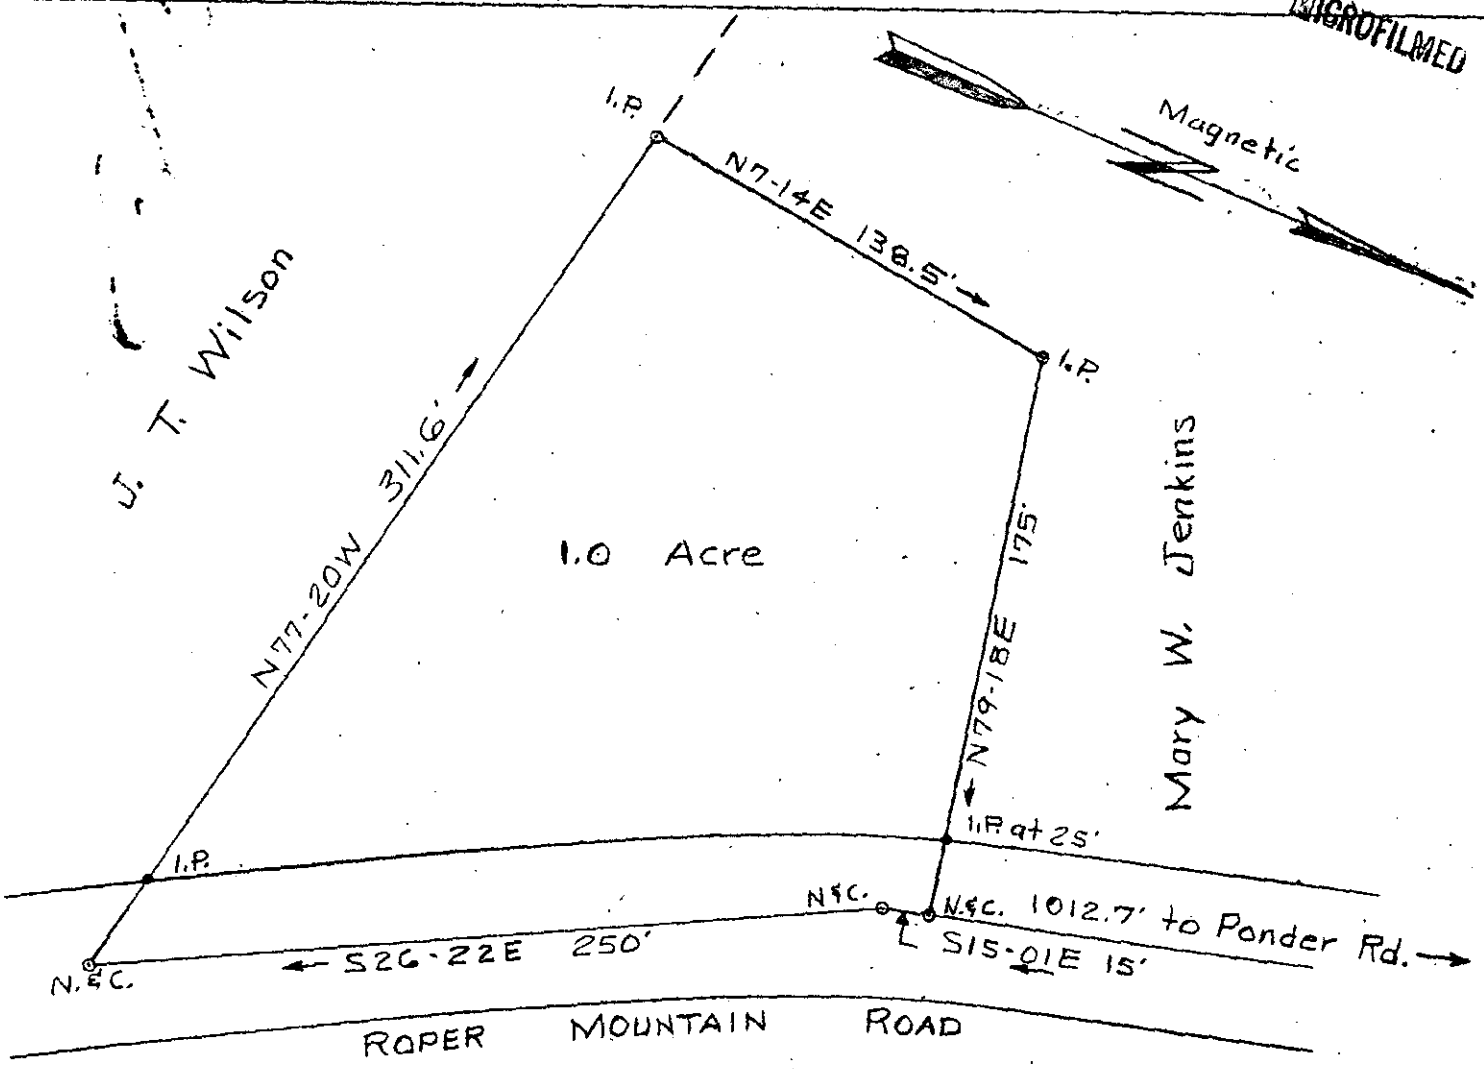 MICROFILMED
Magnetic
I.P.
N7-14E 138.5'
I.P.
J. T. Wilson
N77-20W 311.6'
1.0 Acre
N79-18E 175'
Mary W. Jenkins
I.P.
I.P. at 25'
N&C.
N.&C. 1012.7' to Ponder Rd.
S15-01E 15'
S26-22E 250'
N.&C.
ROPER MOUNTAIN ROAD